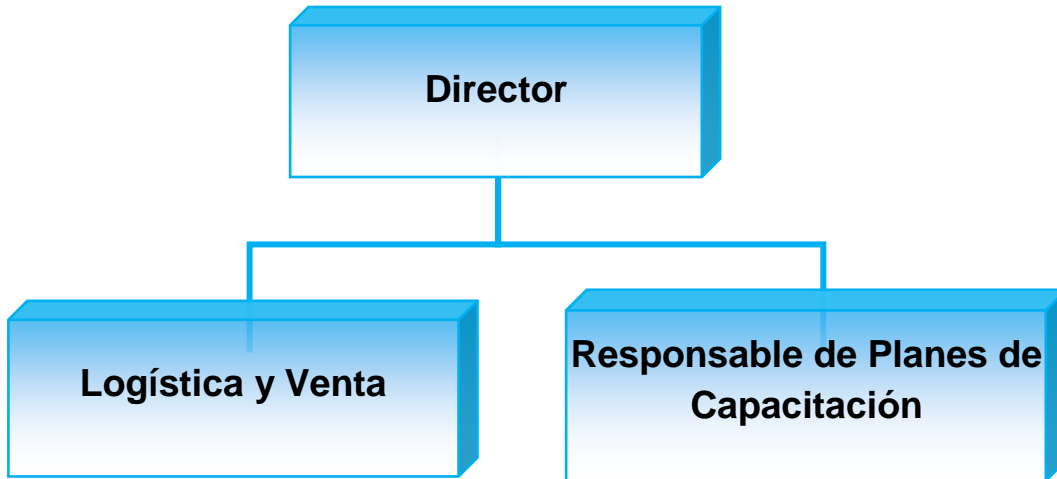 Director
Logística y Venta
Responsable de Planes de
Capacitación